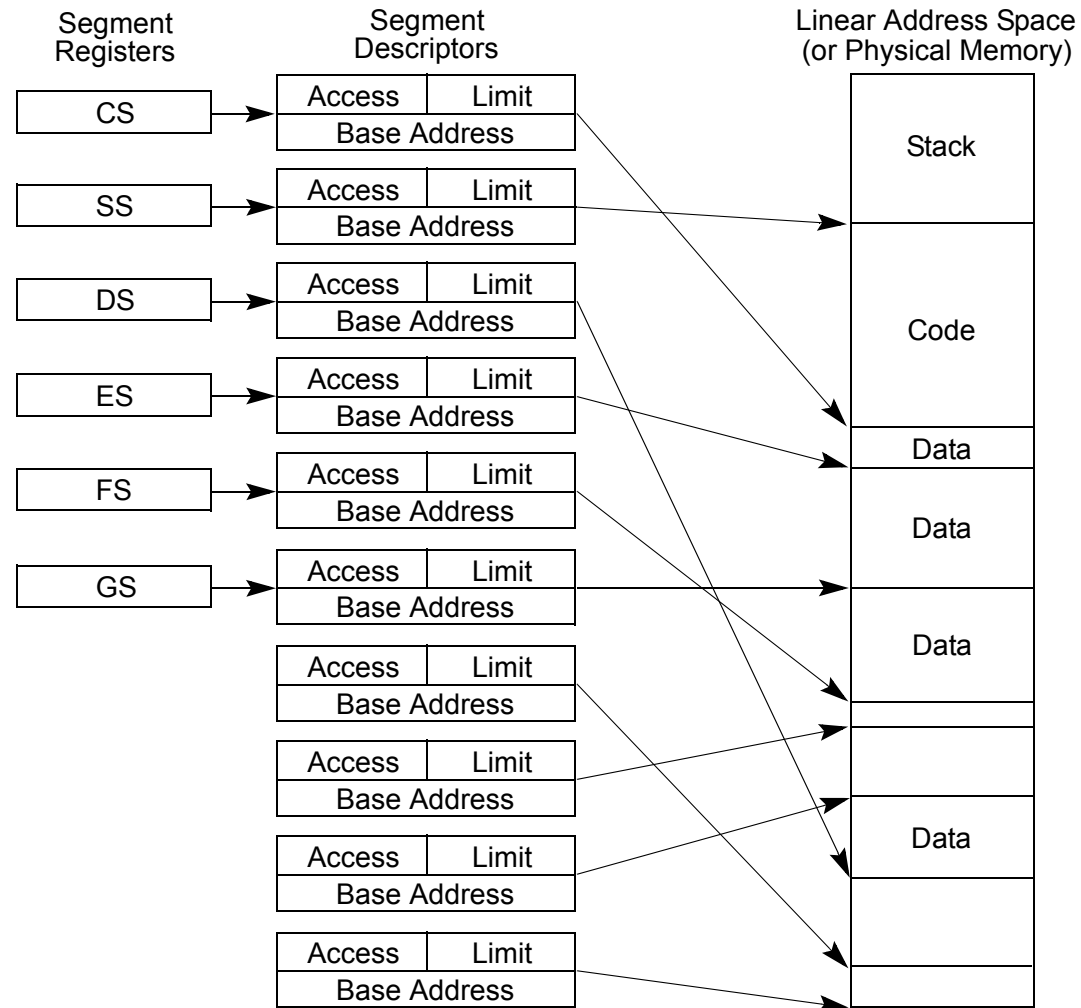 Segment
Registers
Segment
Descriptors
Linear Address Space
(or Physical Memory)
CS
Access Limit
Base Address
Stack
SS
Access Limit
Base Address
DS
Access Limit
Base Address
Code
ES
Access Limit
Base Address
Data
FS
Access Limit
Base Address
Data
GS
Access Limit
Base Address
Data
Access Limit
Base Address
Access Limit
Base Address
Access Limit
Base Address
Data
Access Limit
Base Address